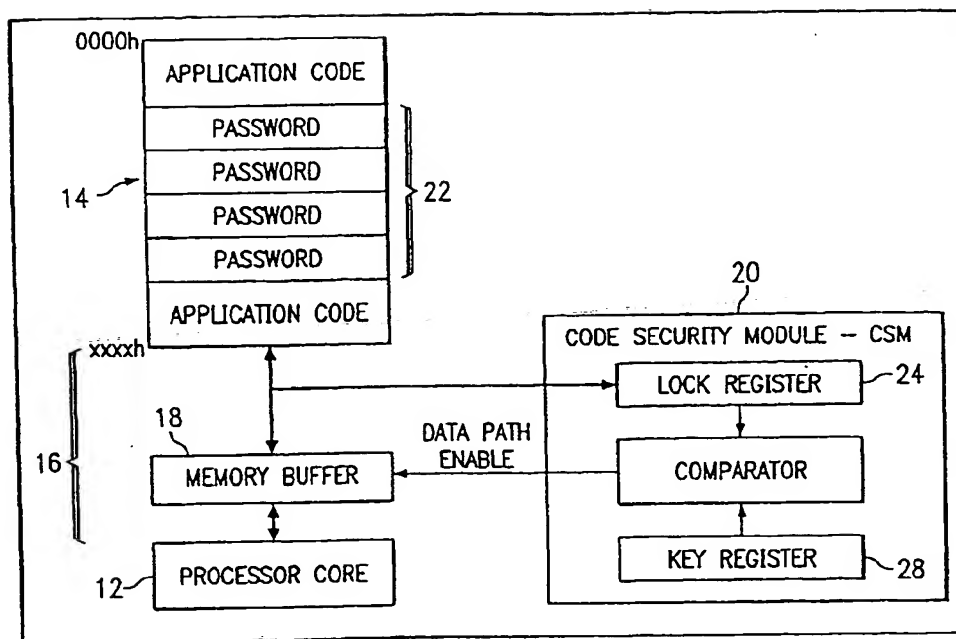 0000h
APPLICATION CODE
PASSWORD
PASSWORD
14
22
PASSWORD
PASSWORD
20
APPLICATION CODE
CODE SECURITY MODULE – CSM
xxxxh
LOCK REGISTER
24
18
DATA PATH
ENABLE
16
MEMORY BUFFER
COMPARATOR
12
PROCESSOR CORE
KEY REGISTER
28